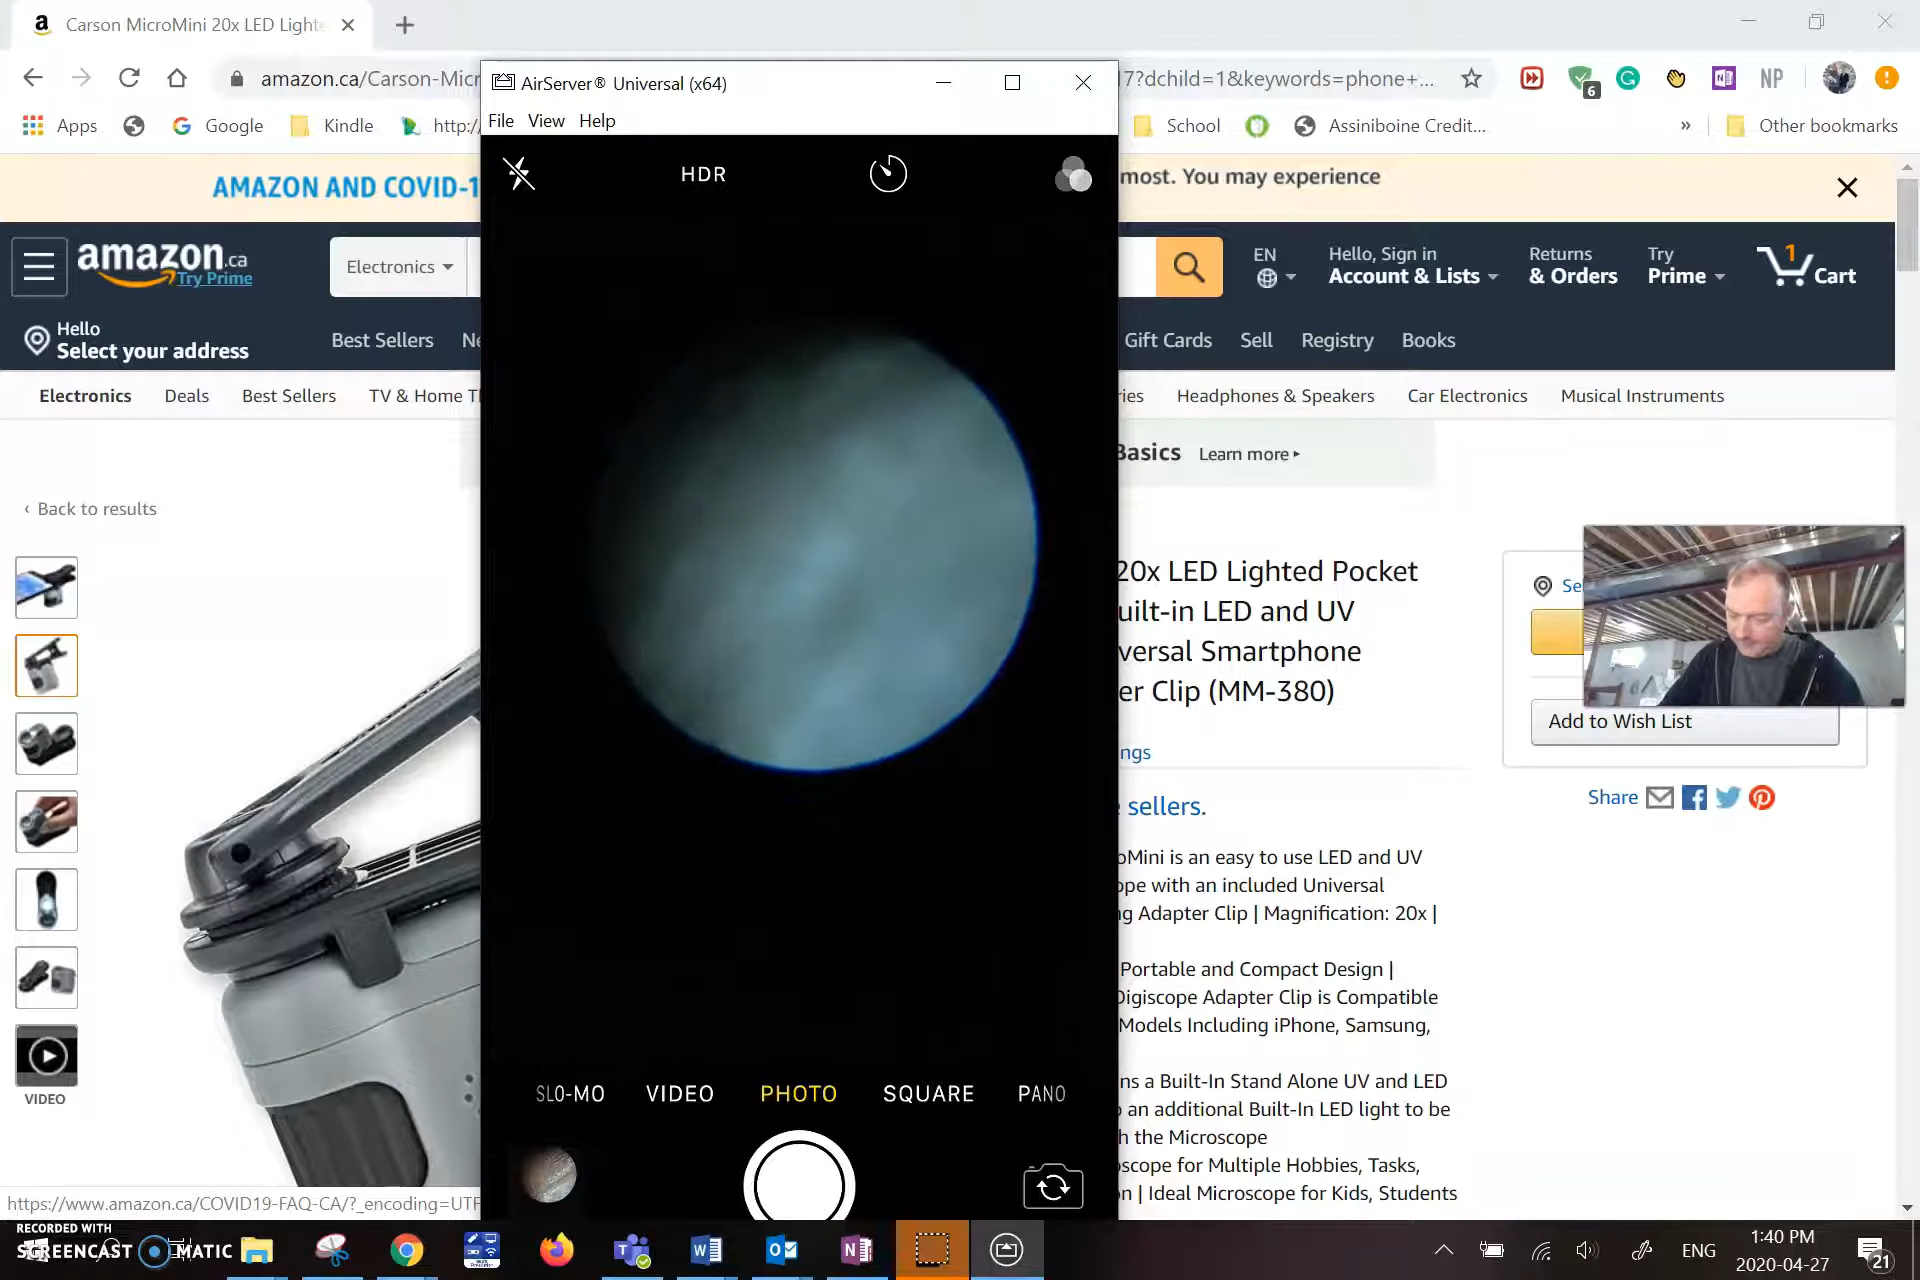 Carson MicroMini 20x LED Lighte
amazon.ca/Carson-Micr
17?dchild=1&keywords=phone+...
6
NP
Apps
Google
Kindle
http:/
School
Assiniboine Credit...
»
Other bookmarks
AirServer® Universal (x64)
File View Help
AMAZON AND COVID-1
most. You may experience
HDR
amazon.ca
Try Prime
Electronics
EN
Hello, Sign in
Account & Lists
Returns
& Orders
Try
Prime
1
Cart
Hello
Select your address
Best Sellers
Ne
Gift Cards
Sell
Registry
Books
Electronics
Deals
Best Sellers
TV & Home T
ries
Headphones & Speakers
Car Electronics
Musical Instruments
Basics
Learn more ▸
‹ Back to results
20x LED Lighted Pocket
uilt-in LED and UV
versal Smartphone
er Clip (MM-380)
Se
Add to Wish List
ngs
Share
sellers.
oMini is an easy to use LED and UV
ope with an included Universal
g Adapter Clip | Magnification: 20x |
Portable and Compact Design |
Digiscope Adapter Clip is Compatible
Models Including iPhone, Samsung,
ns a Built-In Stand Alone UV and LED
o an additional Built-In LED light to be
h the Microscope
oscope for Multiple Hobbies, Tasks,
n | Ideal Microscope for Kids, Students
VIDEO
SLO-MO
VIDEO
PHOTO
SQUARE
PANO
https://www.amazon.ca/COVID19-FAQ-CA/?_encoding=UTF
RECORDED WITH
SCREENCAST MATIC
ENG
1:40 PM
2020-04-27
21